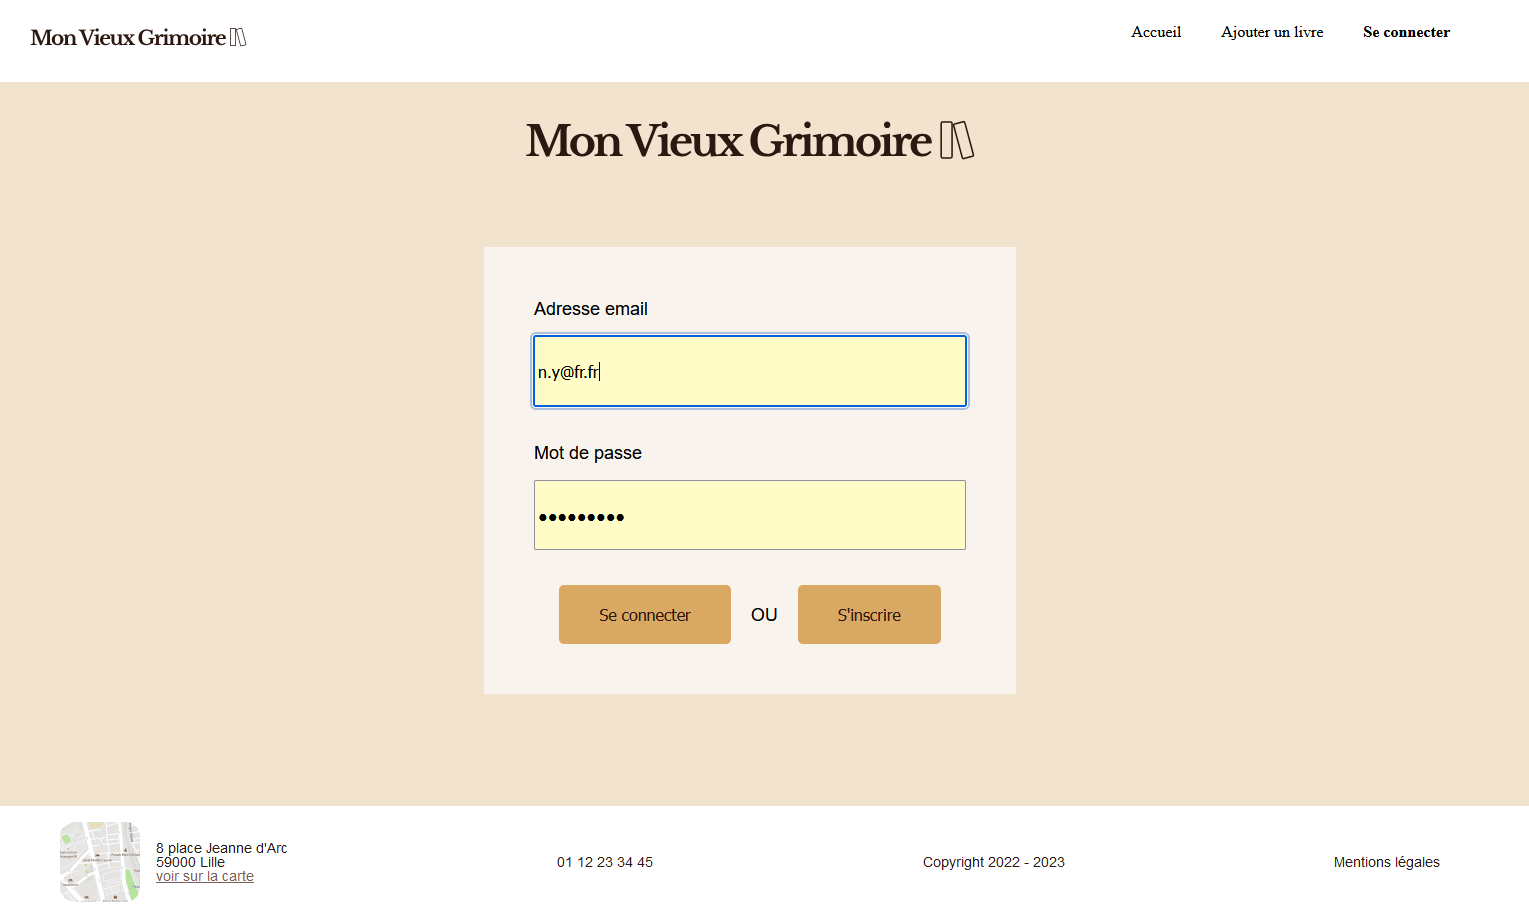 Mon Vieux Grimoire
Accueil
Ajouter un livre
Se connecter
Mon Vieux Grimoire
Adresse email
n.y@fr.fr
Mot de passe
•••••••••
Se connecter
OU
S'inscrire
8 place Jeanne d'Arc
59000 Lille
voir sur la carte
01 12 23 34 45
Copyright 2022 - 2023
Mentions légales